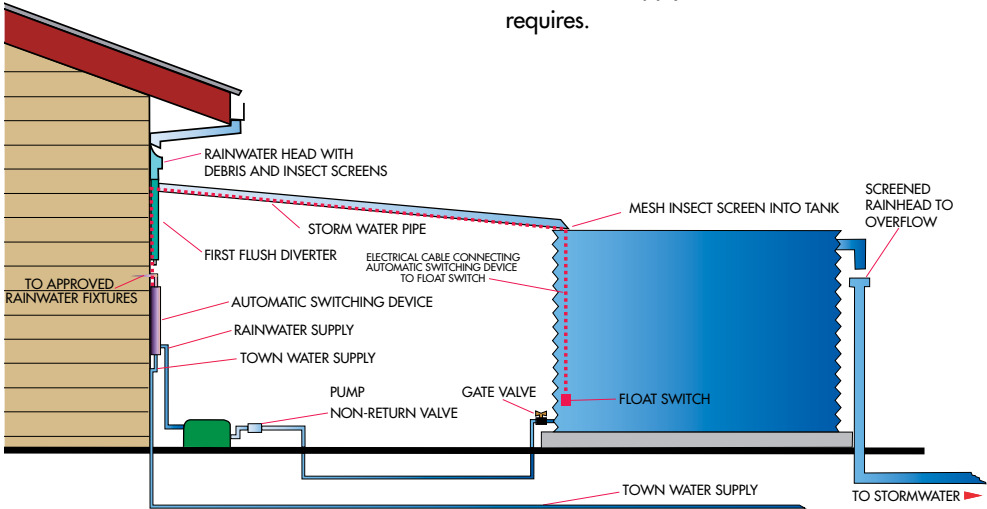 requires.
RAINWATER HEAD WITH
DEBRIS AND INSECT SCREENS
STORM WATER PIPE
FIRST FLUSH DIVERTER
MESH INSECT SCREEN INTO TANK
SCREENED
RAINHEAD TO
OVERFLOW
ELECTRICAL CABLE CONNECTING
AUTOMATIC SWITCHING DEVICE
TO FLOAT SWITCH
TO APPROVED
RAINWATER FIXTURES
AUTOMATIC SWITCHING DEVICE
RAINWATER SUPPLY
TOWN WATER SUPPLY
PUMP
NON-RETURN VALVE
GATE VALVE
FLOAT SWITCH
TOWN WATER SUPPLY
TO STORMWATER